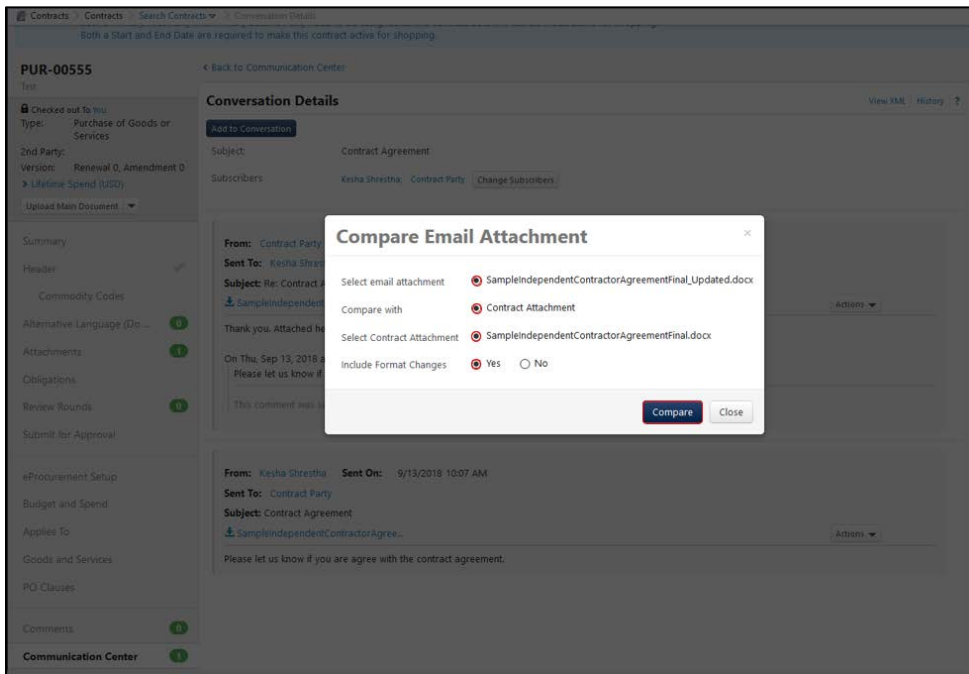 Contracts > Contracts > Search Contracts > Conversation Details
Both a Start and End Date are required to make this contract active for shopping.
PUR-00555
Test
Checked out To You
Type: Purchase of Goods or Services
2nd Party:
Version: Renewal 0, Amendment 0
> Lifetime Spend (USD)
Upload Main Document
Summary
Header
Commodity Codes
Alternative Language (Do ... 0
Attachments 1
Obligations
Review Rounds 0
Submit for Approval
eProcurement Setup
Budget and Spend
Applies To
Goods and Services
PO Clauses
Comments 0
Communication Center 1
< Back to Communication Center
Conversation Details
View XML | History | ?
Add to Conversation
Subject: Contract Agreement
Subscribers Kesha Shrestha; Contract Party Change Subscribers
From: Contract Party
Sent To: Kesha Shres
Subject: Re: Contract A
SampleIndependent
Actions
Thank you. Attached he
On Thu, Sep 13, 2018 a
Please let us know if
This comment was
Compare Email Attachment ×
Select email attachment SampleIndependentContractorAgreementFinal_Updated.docx
Compare with Contract Attachment
Select Contract Attachment SampleIndependentContractorAgreementFinal.docx
Include Format Changes Yes No
Compare Close
From: Kesha Shrestha Sent On: 9/13/2018 10:07 AM
Sent To: Contract Party
Subject: Contract Agreement
SampleIndependentContractorAgree...
Actions
Please let us know if you are agree with the contract agreement.